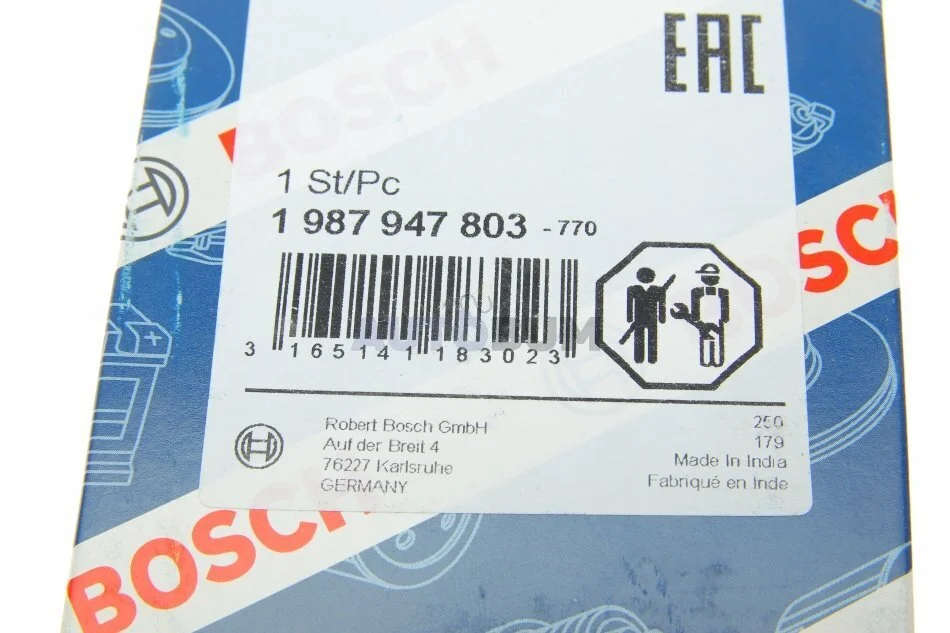 BOSCH
EAC
1 St/Pc
1 987 947 803 - 770
BOSCH
3 165141 183023
AUTODUM
Robert Bosch GmbH
Auf der Breit 4
76227 Karlsruhe
GERMANY
250
179
Made In India
Fabriqué en Inde
BOSCH